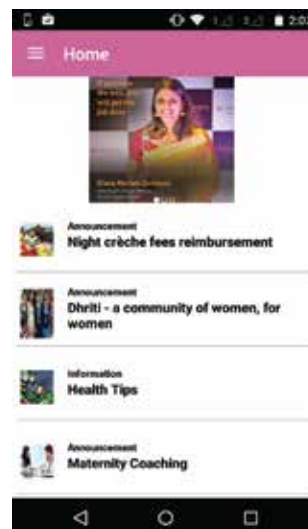 Home
Announcement
Night crèche fees reimbursement
Announcement
Dhriti - a community of women, for
women
Information
Health Tips
Announcement
Maternity Coaching